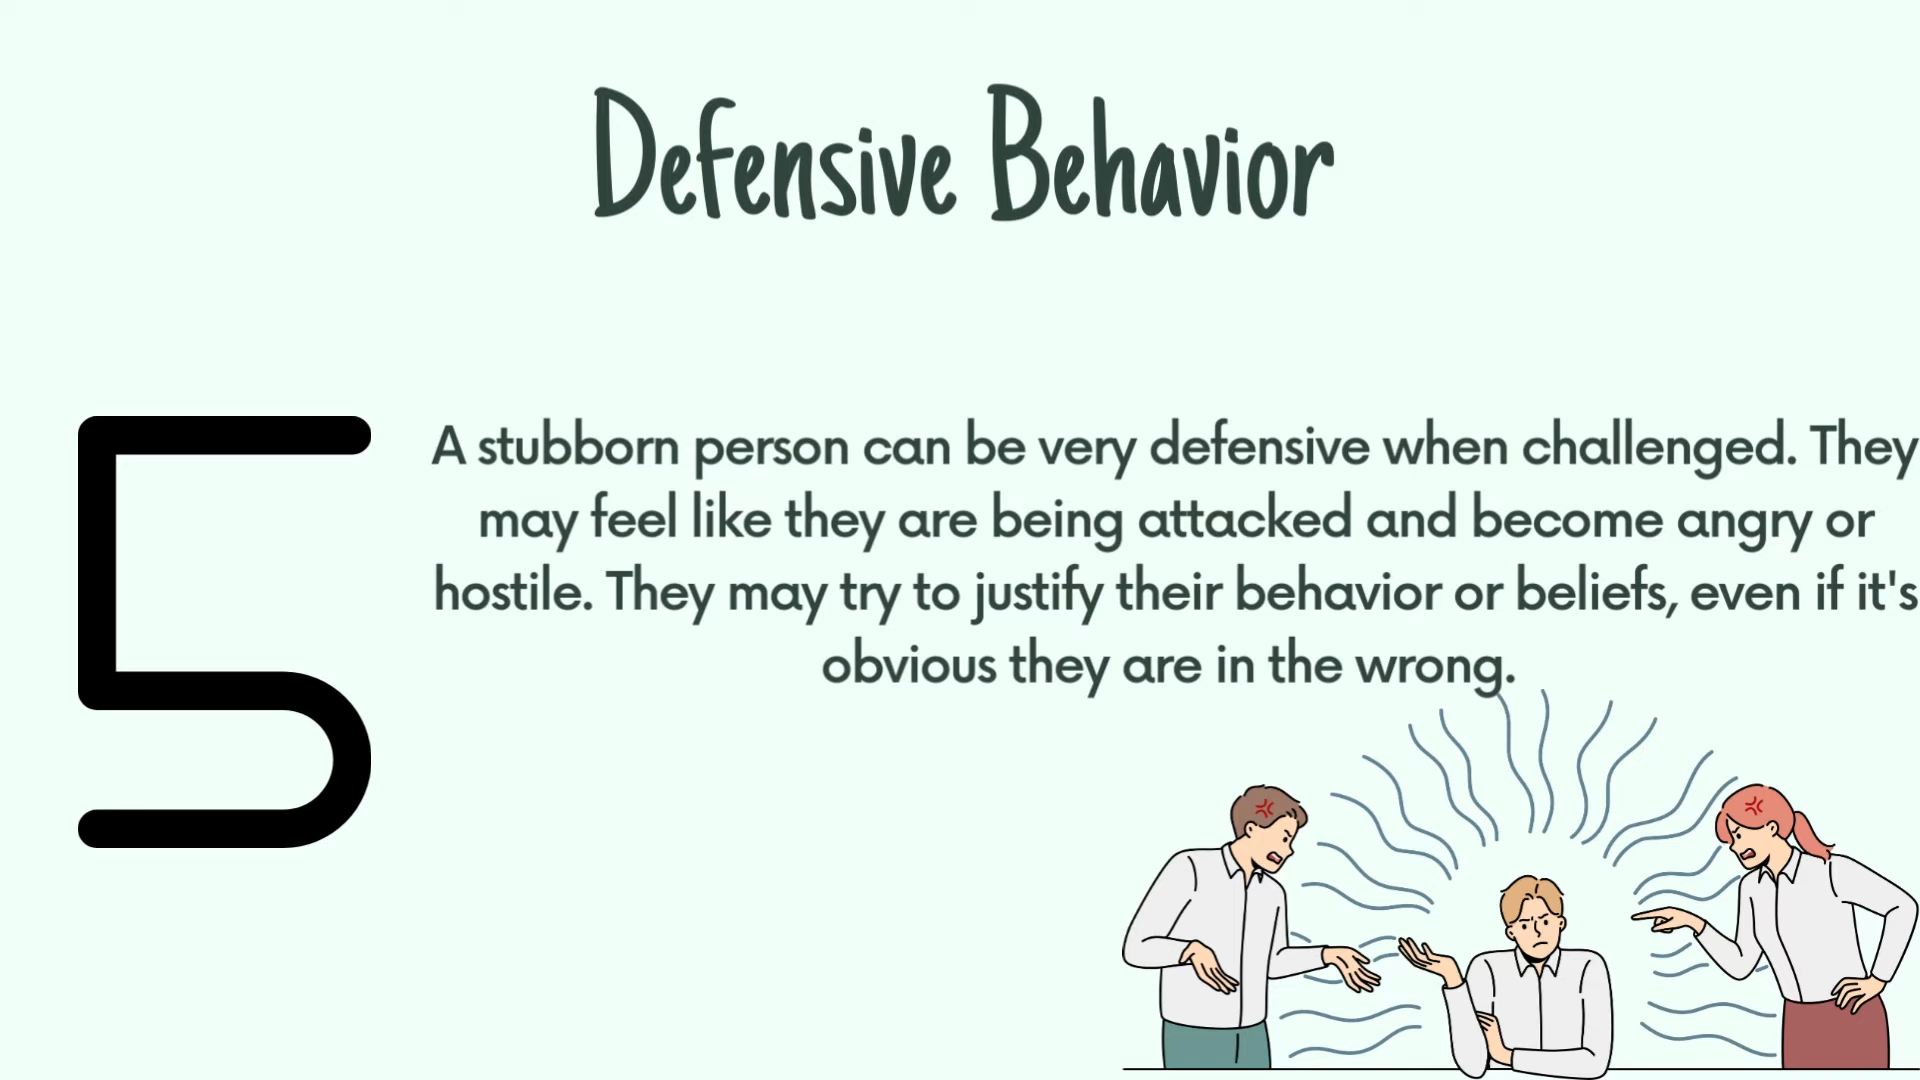 Defensive Behavior
5
A stubborn person can be very defensive when challenged. They
may feel like they are being attacked and become angry or
hostile. They may try to justify their behavior or beliefs, even if it's
obvious they are in the wrong.